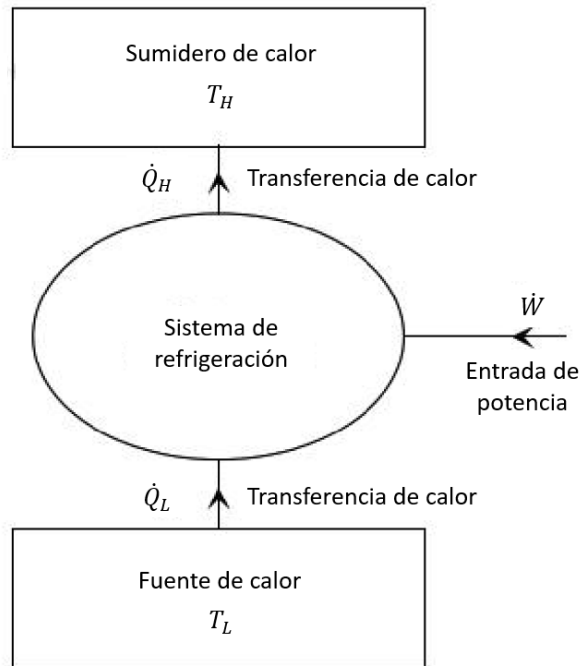 Sumidero de calor
T_H
Q̇_H Transferencia de calor
Ẇ
Sistema de
refrigeración
Entrada de
potencia
Q̇_L Transferencia de calor
Fuente de calor
T_L